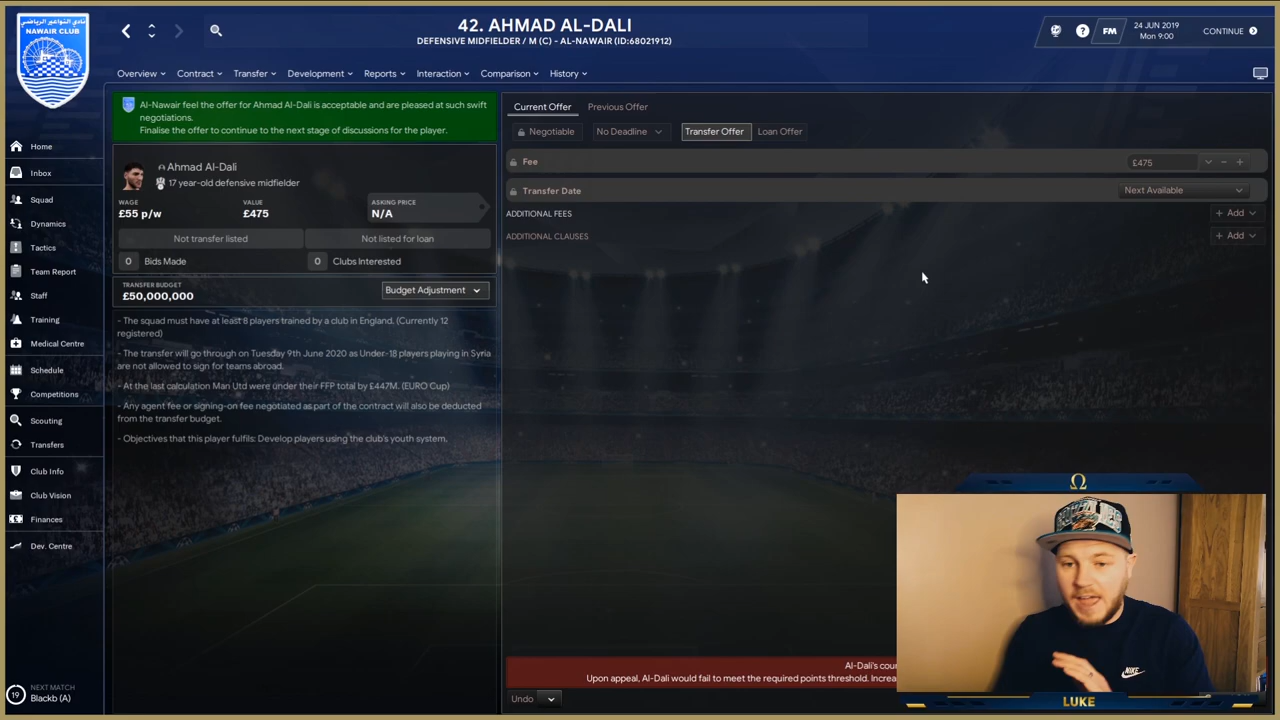 نادي النواعير الرياضي
NAWAIR CLUB
42. AHMAD AL-DALI
DEFENSIVE MIDFIELDER / M (C) - AL-NAWAIR (ID:68021912)
FM
24 JUN 2019
Mon 9:00
CONTINUE
Overview
Contract
Transfer
Development
Reports
Interaction
Comparison
History
Home
Inbox
Squad
Dynamics
Tactics
Team Report
Staff
Training
Medical Centre
Schedule
Competitions
Scouting
Transfers
Club Info
Club Vision
Finances
Dev. Centre
19
NEXT MATCH
Blackb (A)
Al-Nawair feel the offer for Ahmad Al-Dali is acceptable and are pleased at such swift
negotiations.
Finalise the offer to continue to the next stage of discussions for the player.
Ahmad Al-Dali
17 year-old defensive midfielder
WAGE
VALUE
ASKING PRICE
£55 p/w
£475
N/A
Not transfer listed
Not listed for loan
0 Bids Made
0 Clubs Interested
TRANSFER BUDGET
£50,000,000
Budget Adjustment
- The squad must have at least 8 players trained by a club in England. (Currently 12
registered)
- The transfer will go through on Tuesday 9th June 2020 as Under-18 players playing in Syria
are not allowed to sign for teams abroad.
- At the last calculation Man Utd were under their FFP total by £447M. (EURO Cup)
- Any agent fee or signing-on fee negotiated as part of the contract will also be deducted
from the transfer budget.
- Objectives that this player fulfils: Develop players using the club's youth system.
Current Offer
Previous Offer
Negotiable
No Deadline
Transfer Offer
Loan Offer
Fee
£475
- +
Transfer Date
Next Available
ADDITIONAL FEES
+ Add
ADDITIONAL CLAUSES
+ Add
Al-Dali's
Upon appeal, Al-Dali would fail to meet the required points threshold.
Undo
Ω
NIKE
LUKE